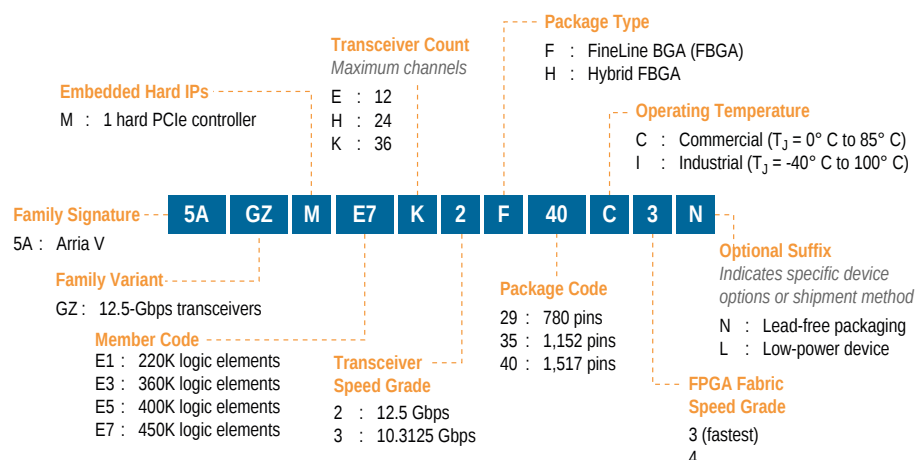 Package Type
F : FineLine BGA (FBGA)
H : Hybrid FBGA
Transceiver Count
Maximum channels
E : 12
H : 24
K : 36
Embedded Hard IPs
M : 1 hard PCIe controller
Operating Temperature
C : Commercial (TJ = 0° C to 85° C)
I : Industrial (TJ = -40° C to 100° C)
5A GZ M E7 K 2 F 40 C 3 N
Family Signature
5A : Arria V
Family Variant
GZ : 12.5-Gbps transceivers
Member Code
E1 : 220K logic elements
E3 : 360K logic elements
E5 : 400K logic elements
E7 : 450K logic elements
Transceiver
Speed Grade
2 : 12.5 Gbps
3 : 10.3125 Gbps
Package Code
29 : 780 pins
35 : 1,152 pins
40 : 1,517 pins
Optional Suffix
Indicates specific device
options or shipment method
N : Lead-free packaging
L : Low-power device
FPGA Fabric
Speed Grade
3 (fastest)
4